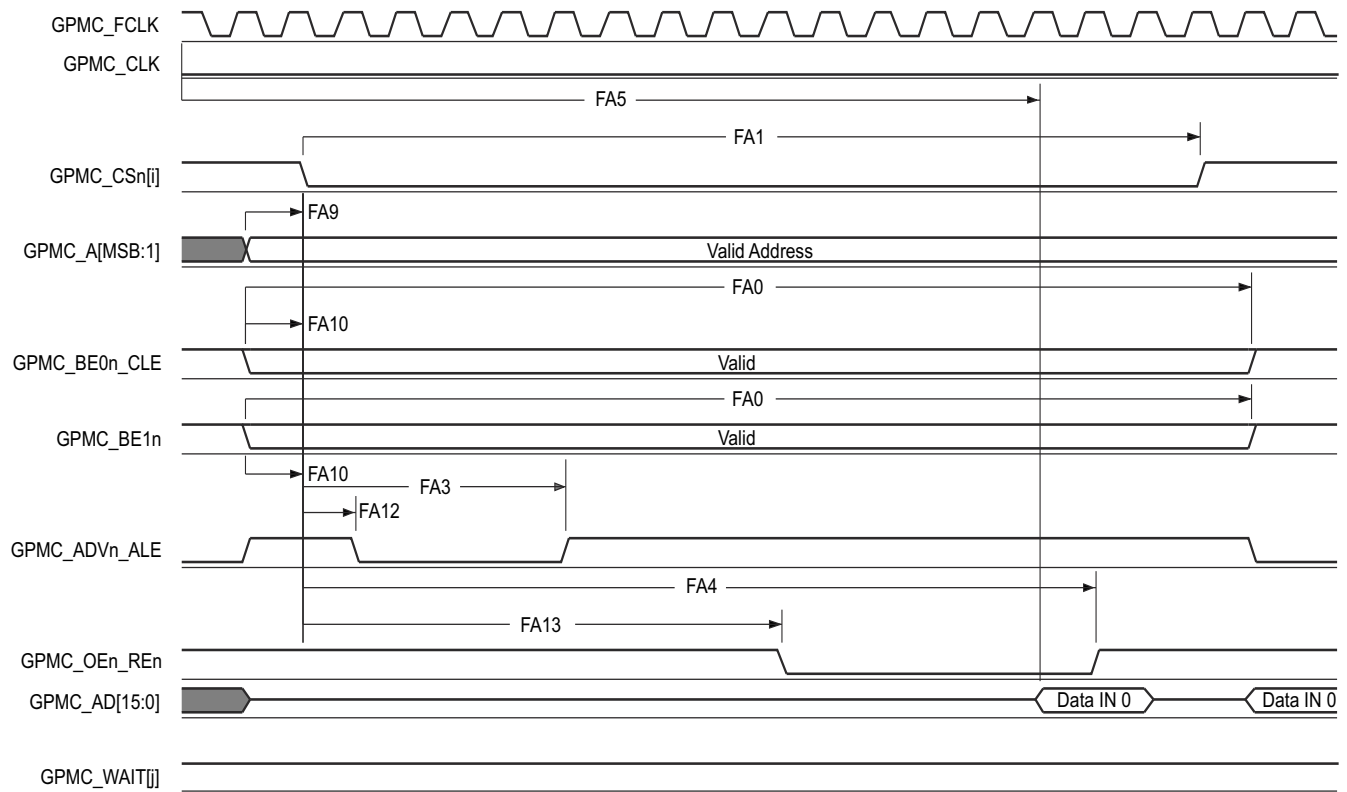 GPMC_FCLK
GPMC_CLK
FA5
FA1
GPMC_CSn[i]
FA9
GPMC_A[MSB:1]
Valid Address
FA0
FA10
GPMC_BE0n_CLE
Valid
FA0
GPMC_BE1n
Valid
FA10
FA3
FA12
GPMC_ADVn_ALE
FA4
FA13
GPMC_OEn_REn
GPMC_AD[15:0]
Data IN 0
Data IN 0
GPMC_WAIT[j]